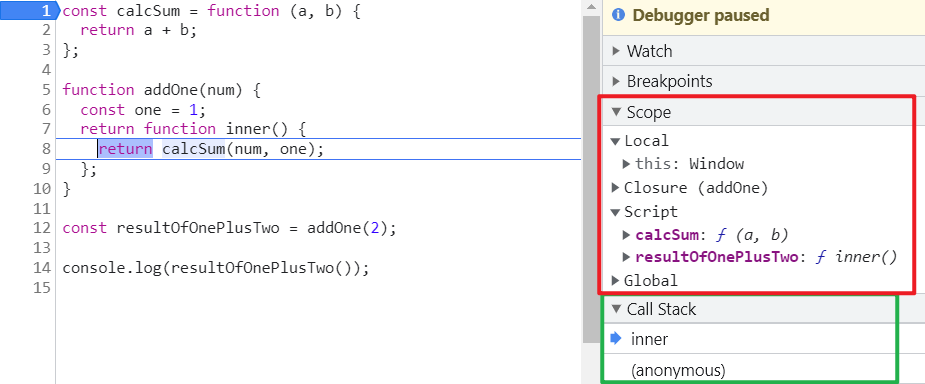 1 const calcSum = function (a, b) {
2 return a + b;
3 };
4
5 function addOne(num) {
6 const one = 1;
7 return function inner() {
8 return calcSum(num, one);
9 };
10 }
11
12 const resultOfOnePlusTwo = addOne(2);
13
14 console.log(resultOfOnePlusTwo());
15
Debugger paused
Watch
Breakpoints
Scope
Local
this: Window
Closure (addOne)
Script
calcSum: ƒ (a, b)
resultOfOnePlusTwo: ƒ inner()
Global
Call Stack
inner
(anonymous)